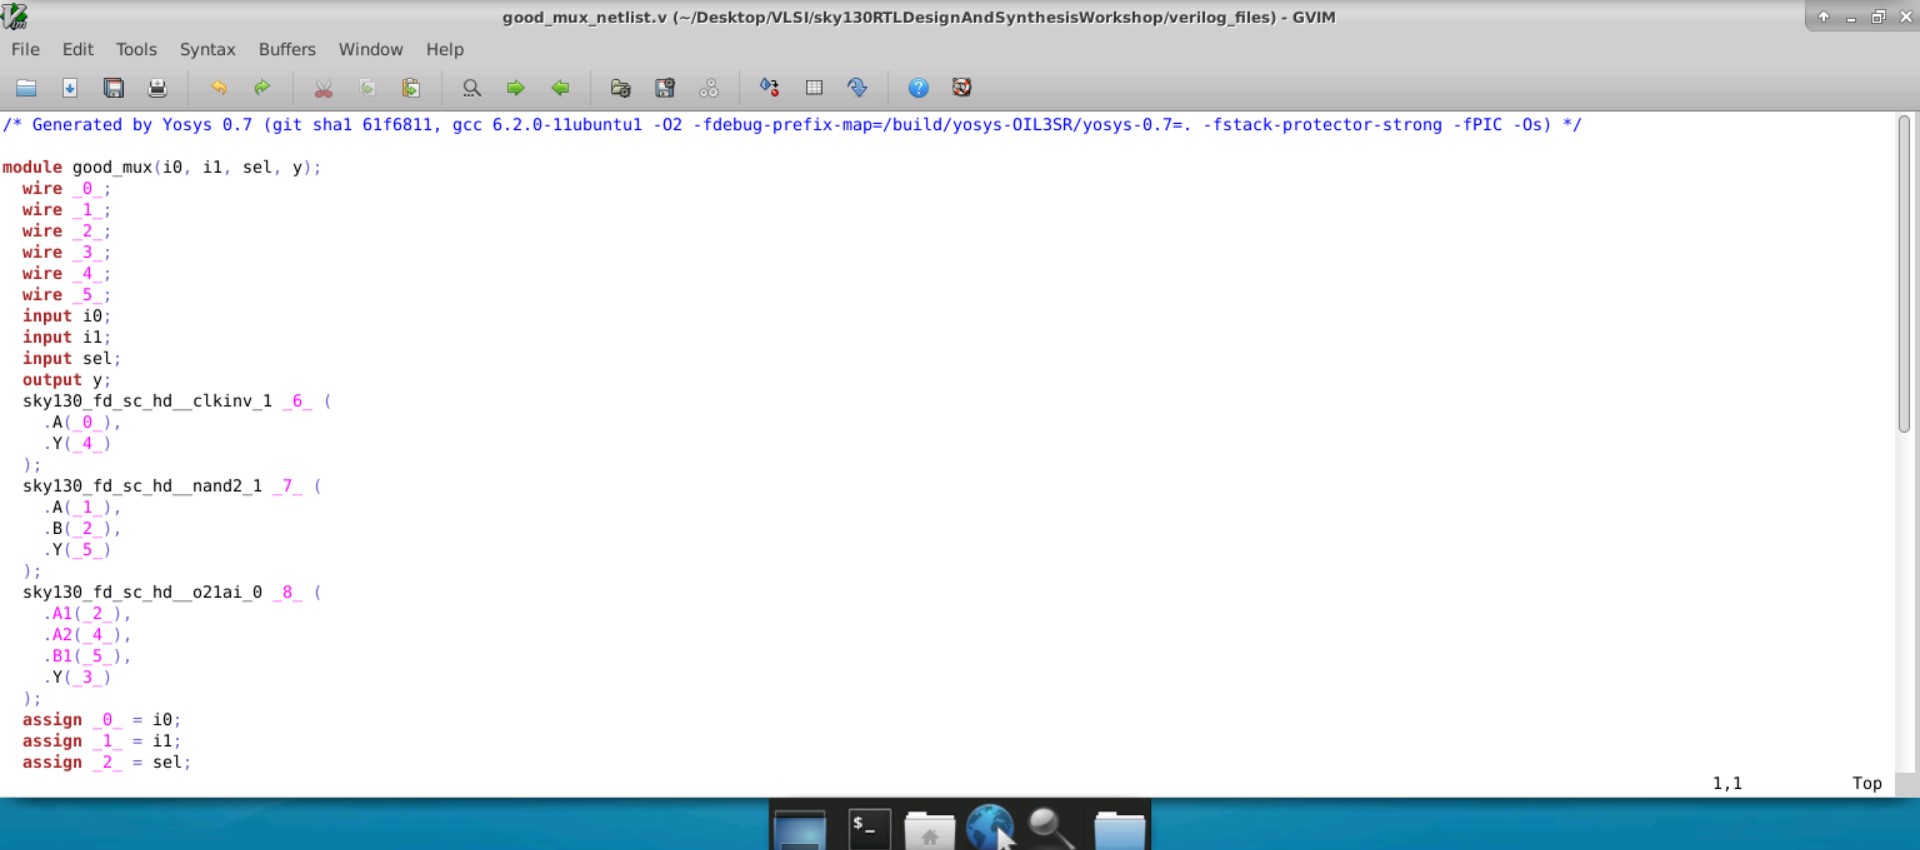 good_mux_netlist.v (~/Desktop/VLSI/sky130RTLDesignAndSynthesisWorkshop/verilog_files) - GVIM
File Edit Tools Syntax Buffers Window Help
/* Generated by Yosys 0.7 (git sha1 61f6811, gcc 6.2.0-11ubuntu1 -O2 -fdebug-prefix-map=/build/yosys-OIL3SR/yosys-0.7=. -fstack-protector-strong -fPIC -Os) */
module good_mux(i0, i1, sel, y);
wire _0_;
wire _1_;
wire _2_;
wire _3_;
wire _4_;
wire _5_;
input i0;
input i1;
input sel;
output y;
sky130_fd_sc_hd__clkinv_1 _6_ (
.A(_0_),
.Y(_4_)
);
sky130_fd_sc_hd__nand2_1 _7_ (
.A(_1_),
.B(_2_),
.Y(_5_)
);
sky130_fd_sc_hd__o21ai_0 _8_ (
.A1(_2_),
.A2(_4_),
.B1(_5_),
.Y(_3_)
);
assign _0_ = i0;
assign _1_ = i1;
assign _2_ = sel;
1,1 Top
$_